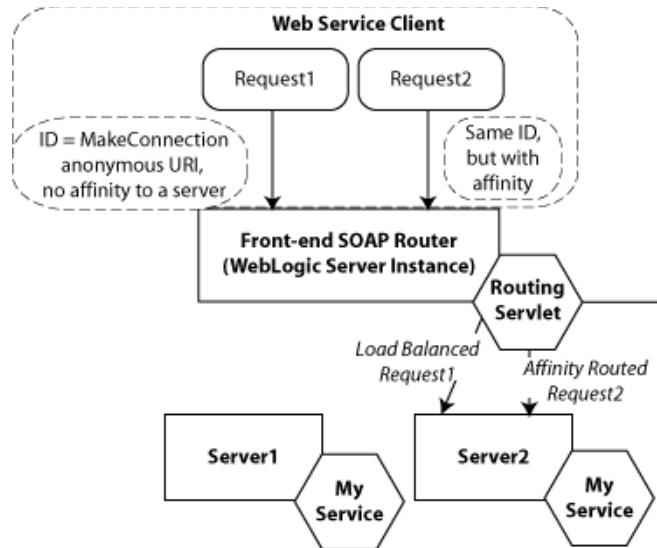 Web Service Client
Request1
Request2
ID = MakeConnection
anonymous URI,
no affinity to a server
Same ID,
but with
affinity
Front-end SOAP Router
(WebLogic Server Instance)
Routing
Servlet
Load Balanced
Request1
Affinity Routed
Request2
Server1
My
Service
Server2
My
Service